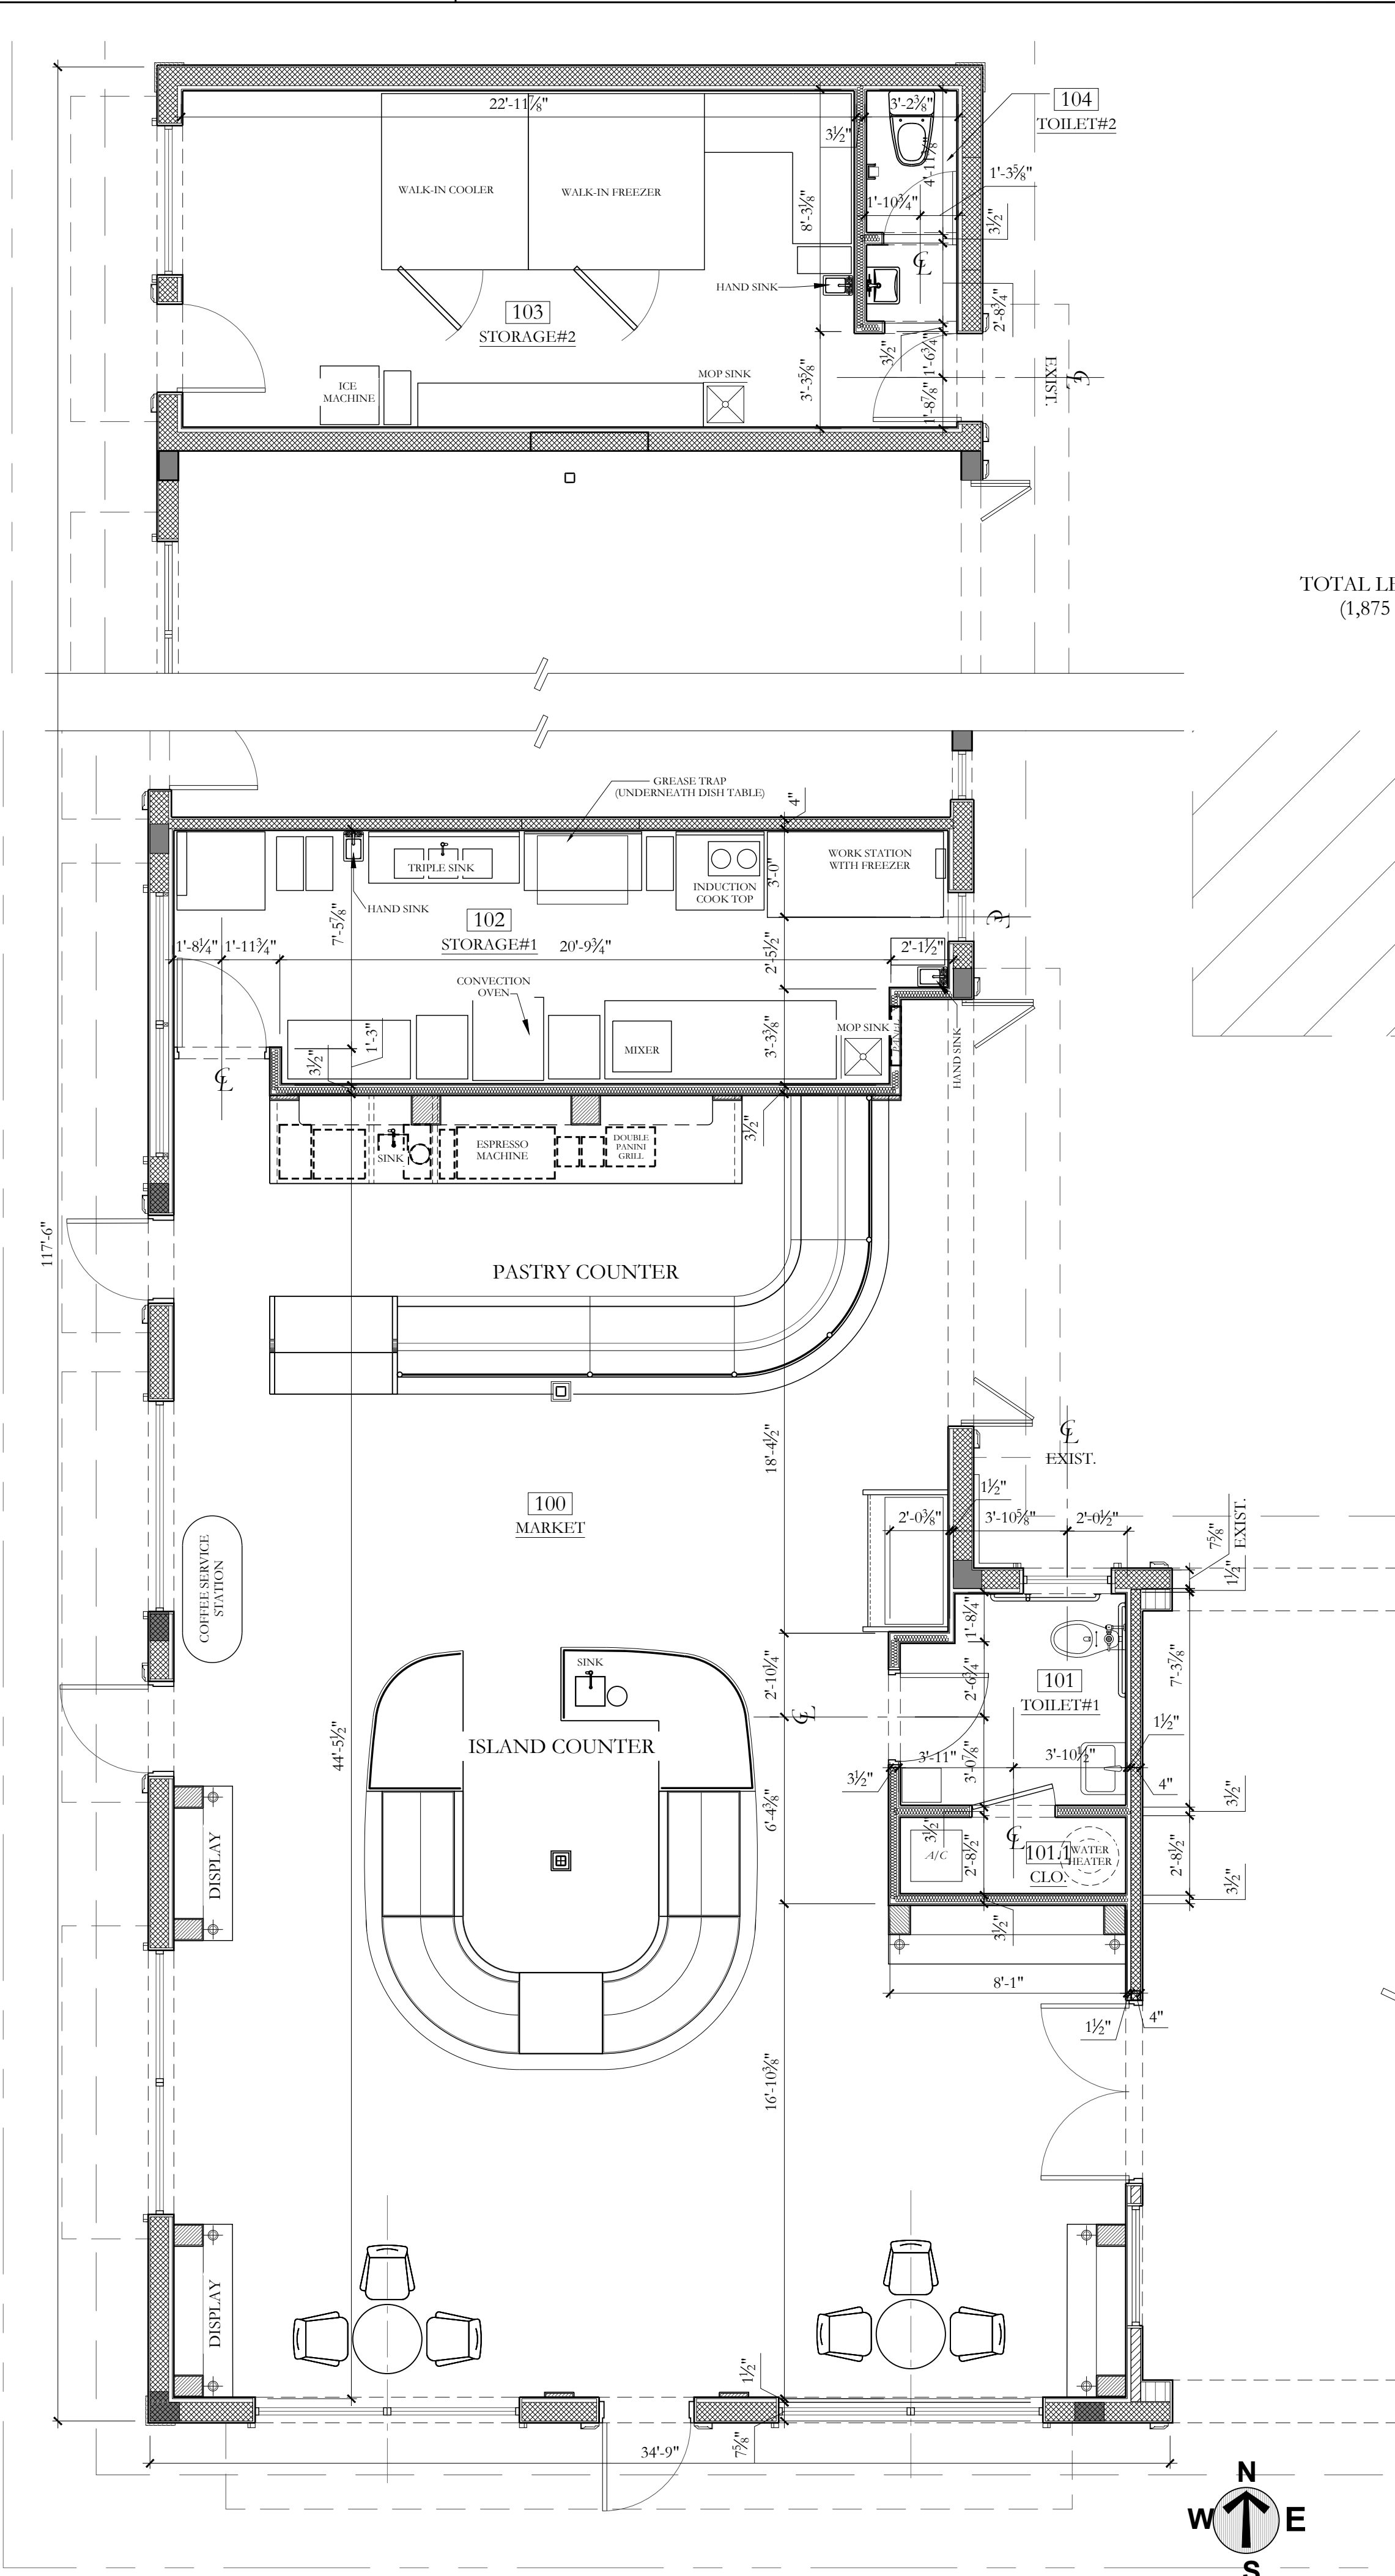 22'-11⅞"
3'-2⅜"
104
TOILET#2
3½"
4'-11⅛"
1'-3⅝"
WALK-IN COOLER
WALK-IN FREEZER
8'-3⅛"
1'-10¾"
3½"
C L
HAND SINK
103
STORAGE#2
2'-8¾"
3½"
1'-6¾"
3'-3⅝"
1'-8⅞"
EXIST.
C L
ICE
MACHINE
MOP SINK
TOTAL LE
(1,875
GREASE TRAP
(UNDERNEATH DISH TABLE)
4"
TRIPLE SINK
3'-0"
WORK STATION
WITH FREEZER
INDUCTION
COOK TOP
HAND SINK
7'-5⅞"
102
STORAGE#1
C L
1'-8¼"
1'-11¾"
20'-9¾"
2'-5½"
2'-1½"
CONVECTION
OVEN
3½"
1'-3"
MIXER
3'-3⅜"
MOP SINK
HAND SINK
C L
3½"
SINK
ESPRESSO
MACHINE
DOUBLE
PANINI
GRILL
117'-6"
PASTRY COUNTER
18'-4½"
C L
EXIST.
100
MARKET
1½"
2'-0⅜"
3'-10⅝"
2'-0½"
7⅝"
EXIST.
1½"
COFFEE SERVICE
STATION
1'-8¼"
SINK
2'-10¼"
2'-6¾"
101
TOILET#1
7'-3⅞"
C L
ISLAND COUNTER
44'-5½"
3½"
3'-11"
3'-0⅞"
3'-10½"
1½"
4"
3½"
6'-4⅜"
DISPLAY
3½"
A/C
2'-8½"
C L
101.1
CLO.
WATER
HEATER
2'-8½"
3½"
3½"
8'-1"
1½"
4"
16'-10⅜"
DISPLAY
1½"
7⅝"
34'-9"
N
W
E
S